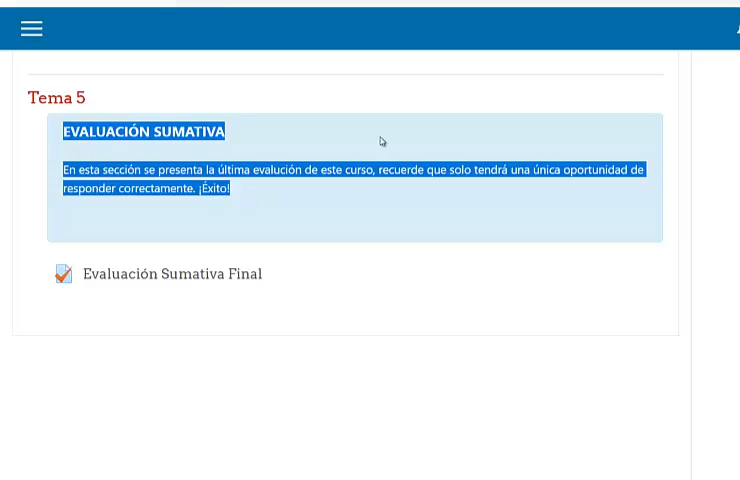 Tema 5
EVALUACIÓN SUMATIVA
En esta sección se presenta la última evalución de este curso, recuerde que solo tendrá una única oportunidad de
responder correctamente. ¡Éxito!
Evaluación Sumativa Final